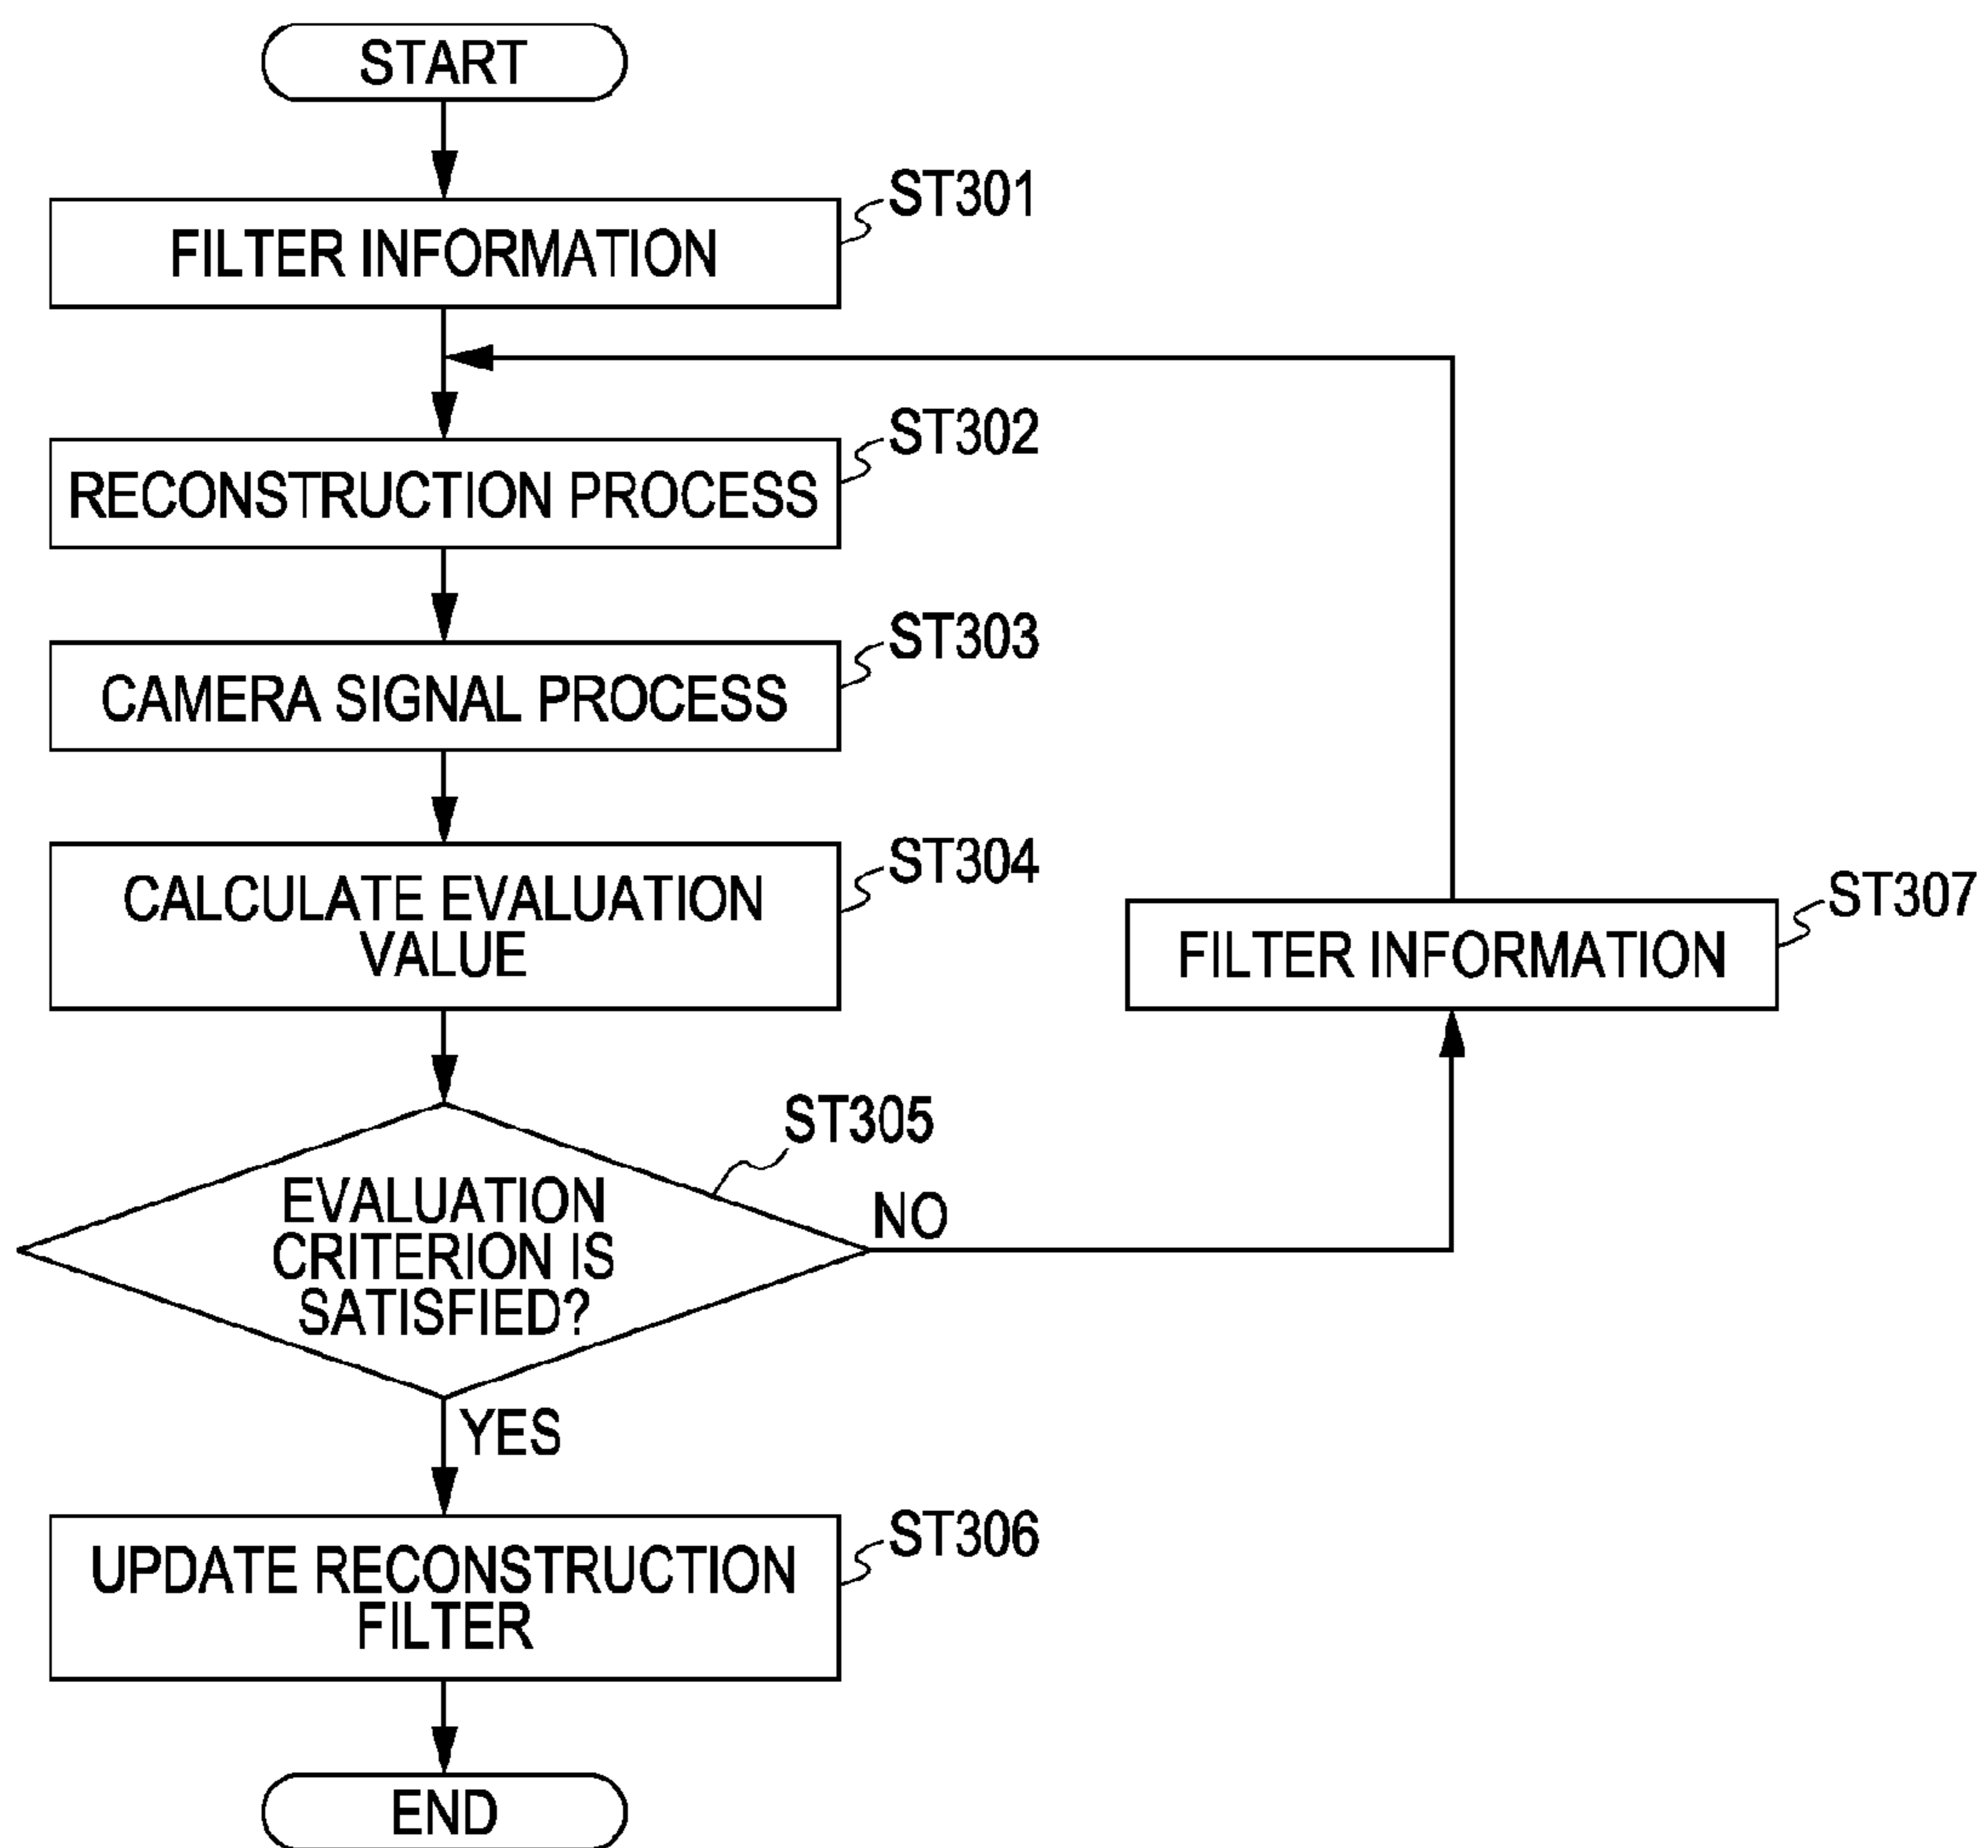 START
ST301
FILTER INFORMATION
ST302
RECONSTRUCTION PROCESS
ST303
CAMERA SIGNAL PROCESS
ST304
CALCULATE EVALUATION
VALUE
ST307
FILTER INFORMATION
ST305
EVALUATION
CRITERION IS
SATISFIED?
NO
YES
ST306
UPDATE RECONSTRUCTION
FILTER
END